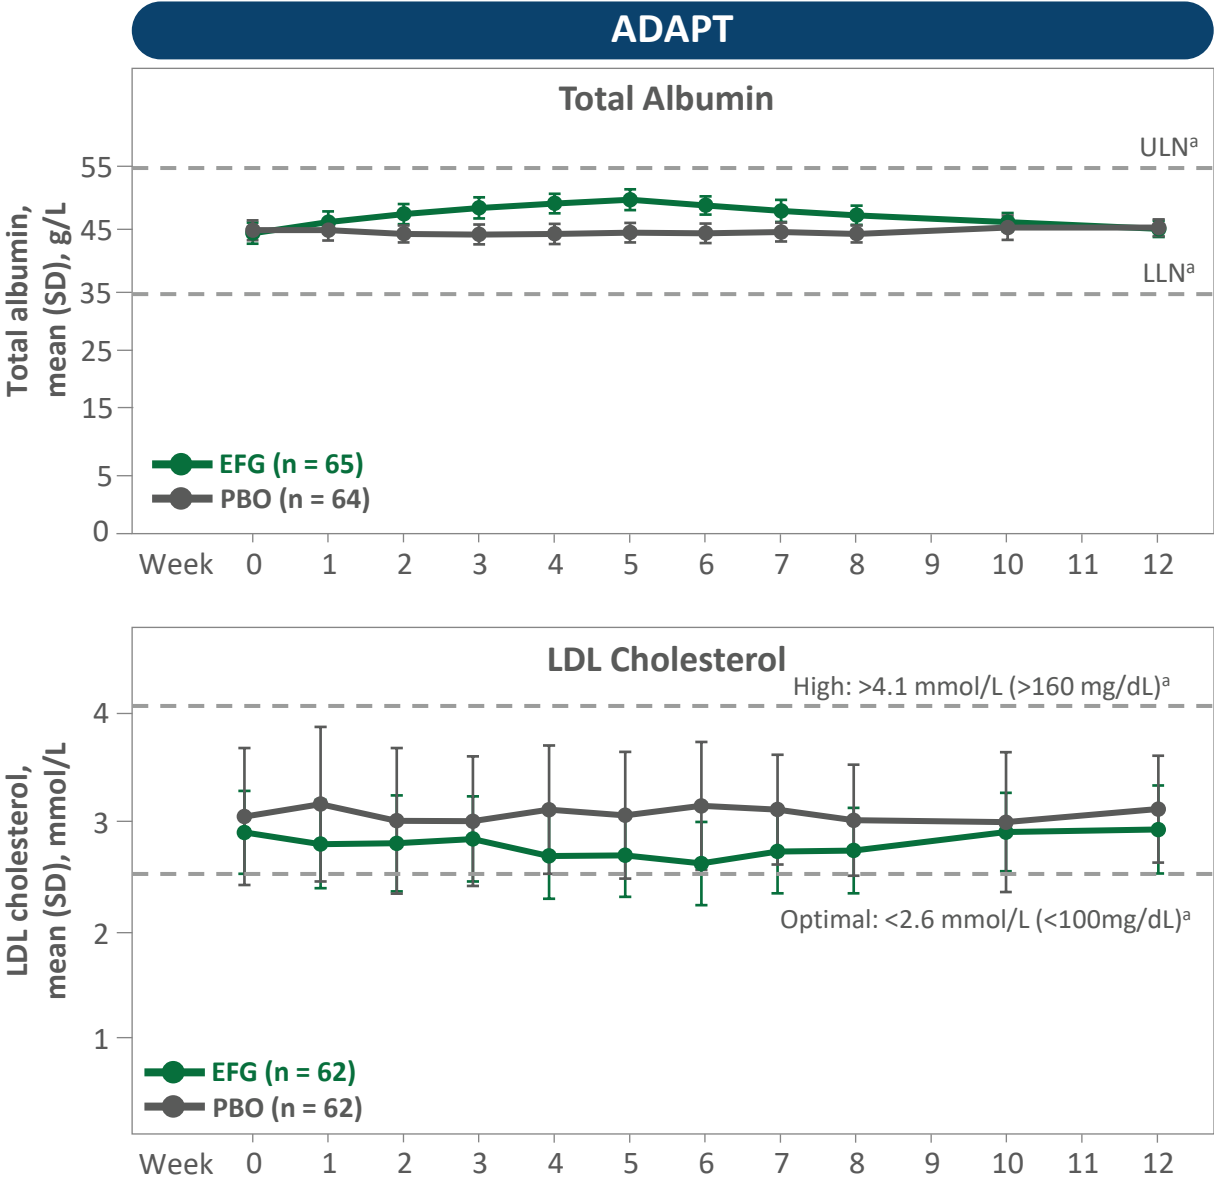 ADAPT
Total Albumin
Total albumin,
mean (SD), g/L
55
45
35
25
15
5
0
ULNᵃ
LLNᵃ
EFG (n = 65)
PBO (n = 64)
Week 0 1 2 3 4 5 6 7 8 9 10 11 12
LDL Cholesterol
High: >4.1 mmol/L (>160 mg/dL)ᵃ
LDL cholesterol,
mean (SD), mmol/L
4
3
2
1
Optimal: <2.6 mmol/L (<100mg/dL)ᵃ
EFG (n = 62)
PBO (n = 62)
Week 0 1 2 3 4 5 6 7 8 9 10 11 12